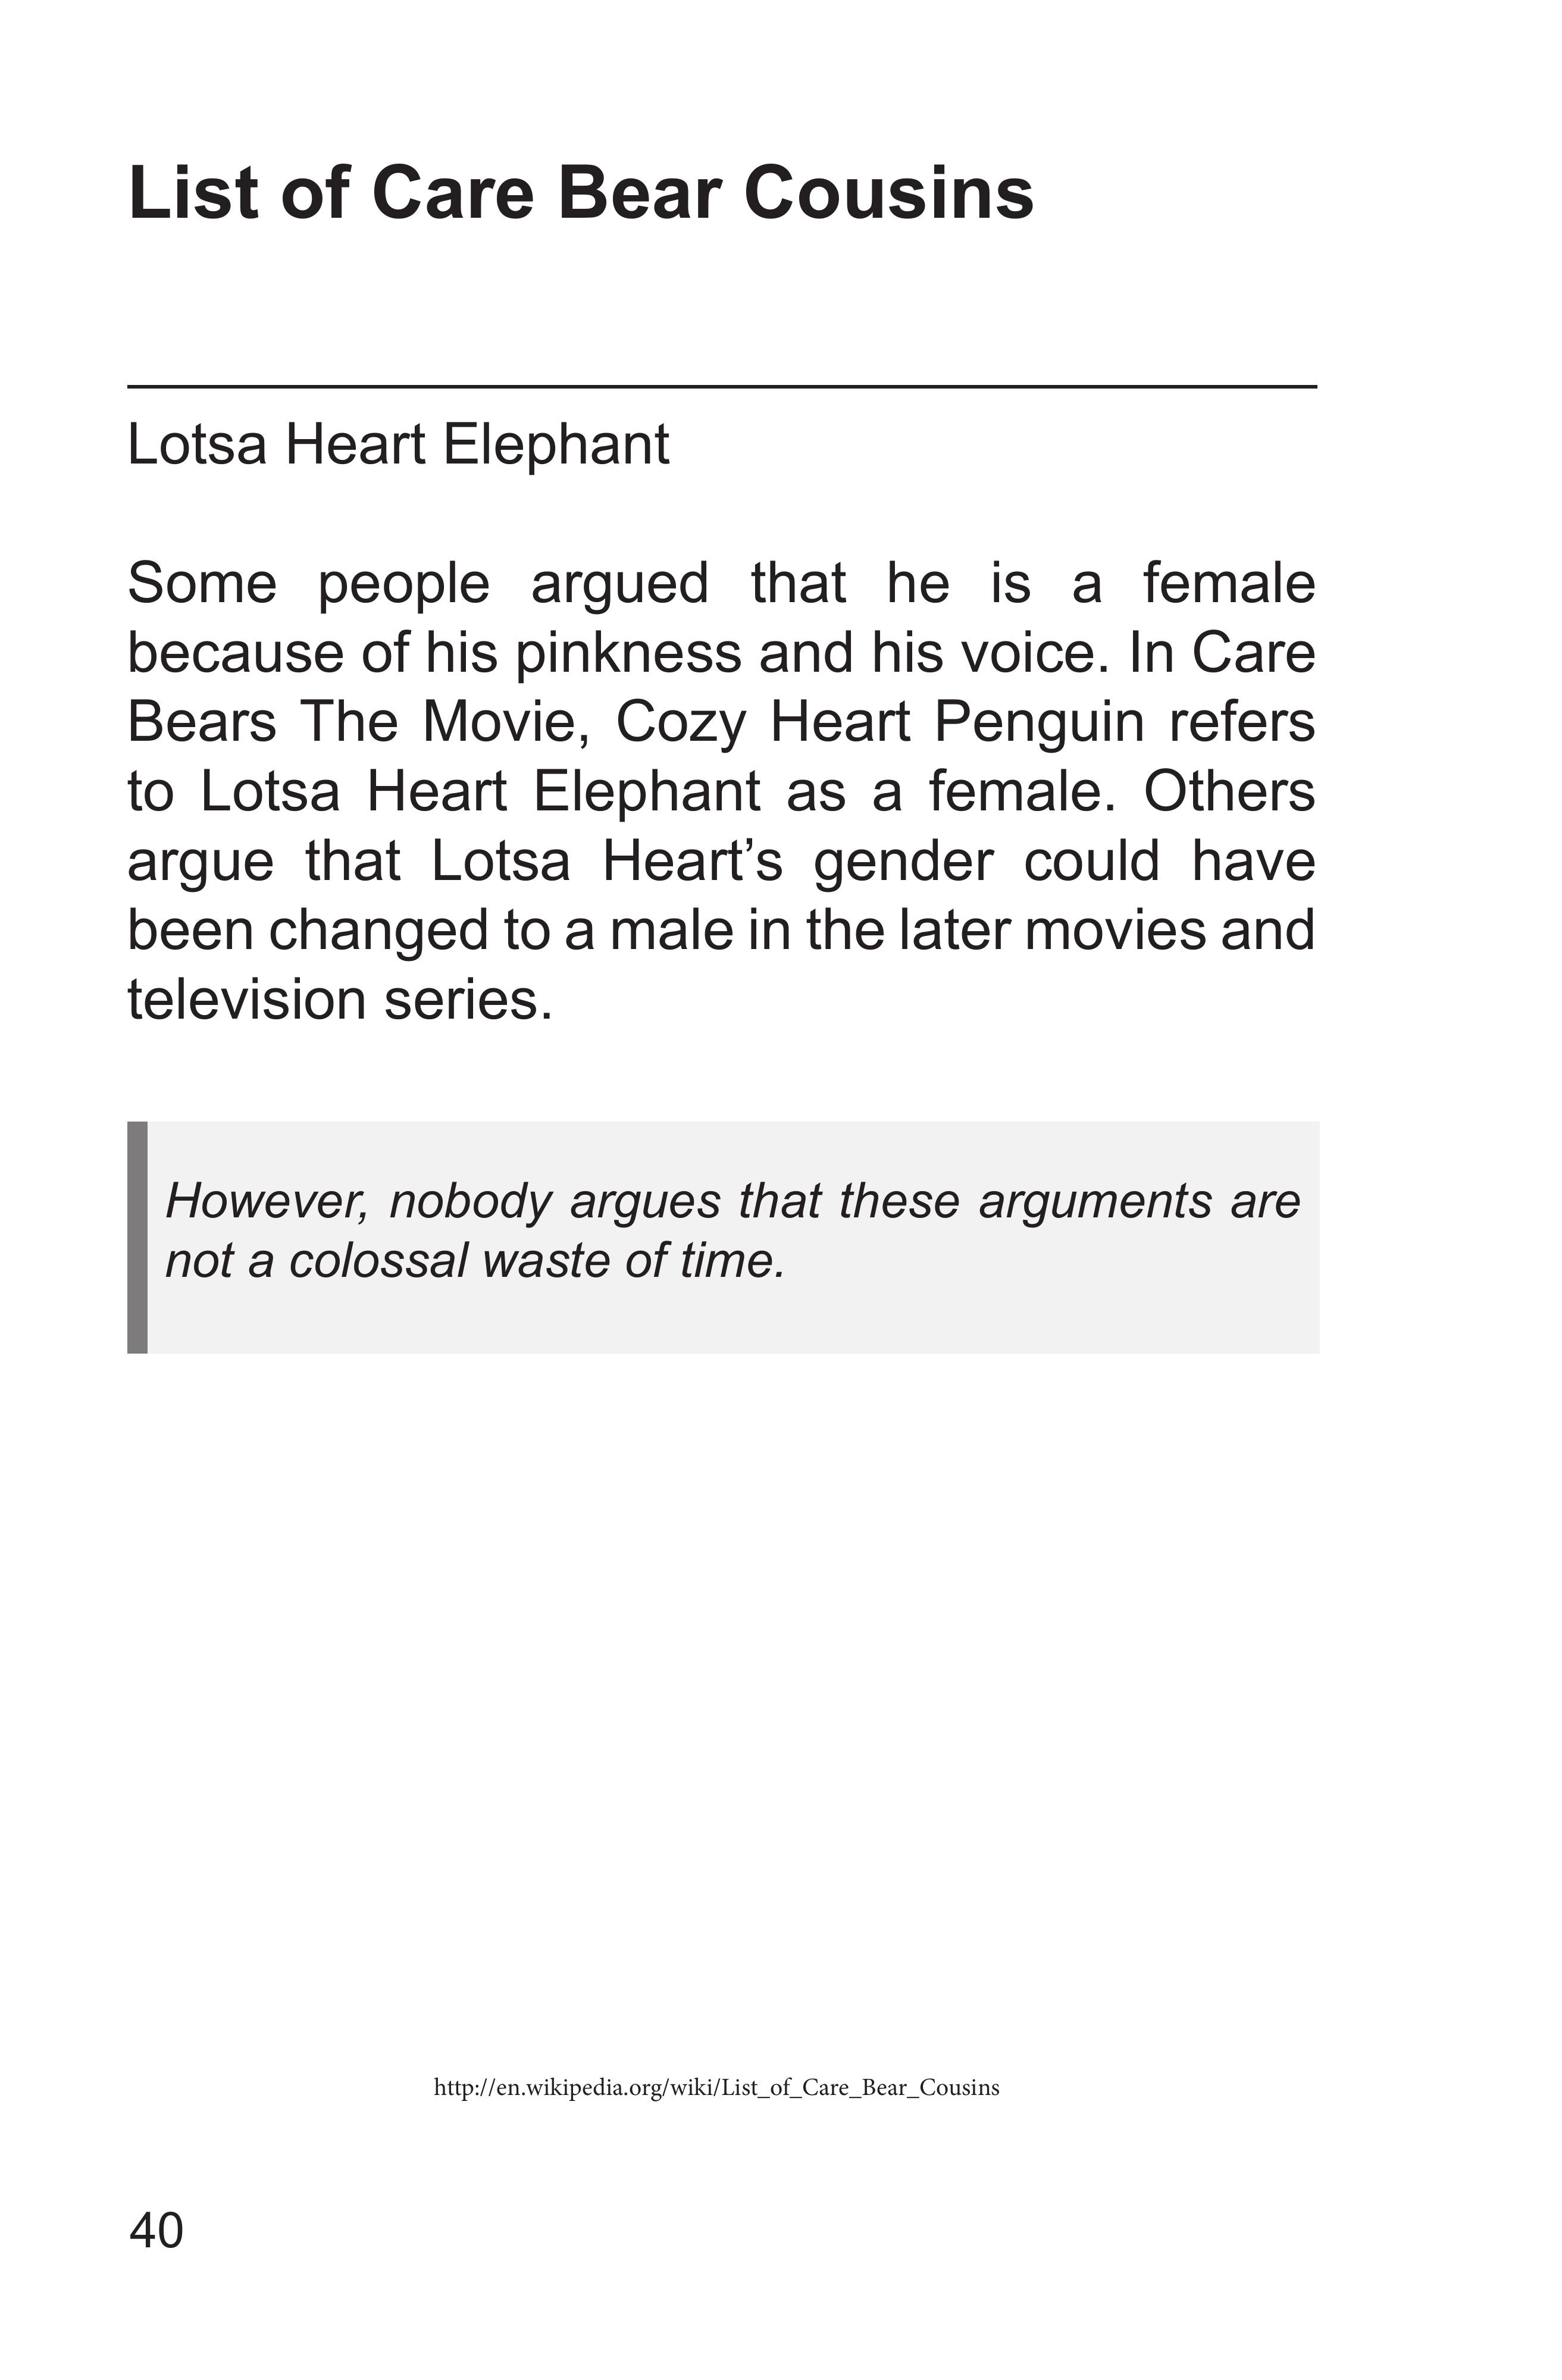 List of Care Bear Cousins
Lotsa Heart Elephant
Some people argued that he is a female
because of his pinkness and his voice. In Care
Bears The Movie, Cozy Heart Penguin refers
to Lotsa Heart Elephant as a female. Others
argue that Lotsa Heart’s gender could have
been changed to a male in the later movies and
television series.
However, nobody argues that these arguments are
not a colossal waste of time.
http://en.wikipedia.org/wiki/List_of_Care_Bear_Cousins
40